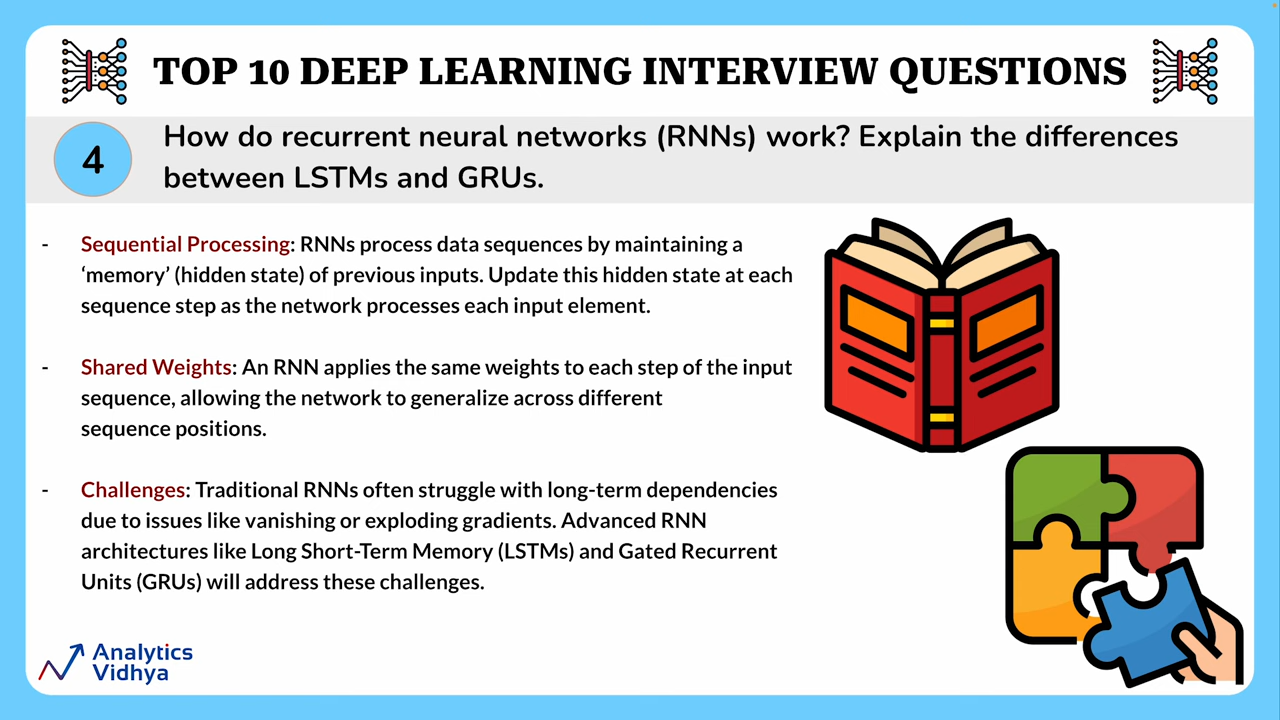 TOP 10 DEEP LEARNING INTERVIEW QUESTIONS
4
How do recurrent neural networks (RNNs) work? Explain the differences
between LSTMs and GRUs.
- Sequential Processing: RNNs process data sequences by maintaining a
‘memory’ (hidden state) of previous inputs. Update this hidden state at each
sequence step as the network processes each input element.
- Shared Weights: An RNN applies the same weights to each step of the input
sequence, allowing the network to generalize across different
sequence positions.
- Challenges: Traditional RNNs often struggle with long-term dependencies
due to issues like vanishing or exploding gradients. Advanced RNN
architectures like Long Short-Term Memory (LSTMs) and Gated Recurrent
Units (GRUs) will address these challenges.
Analytics
Vidhya